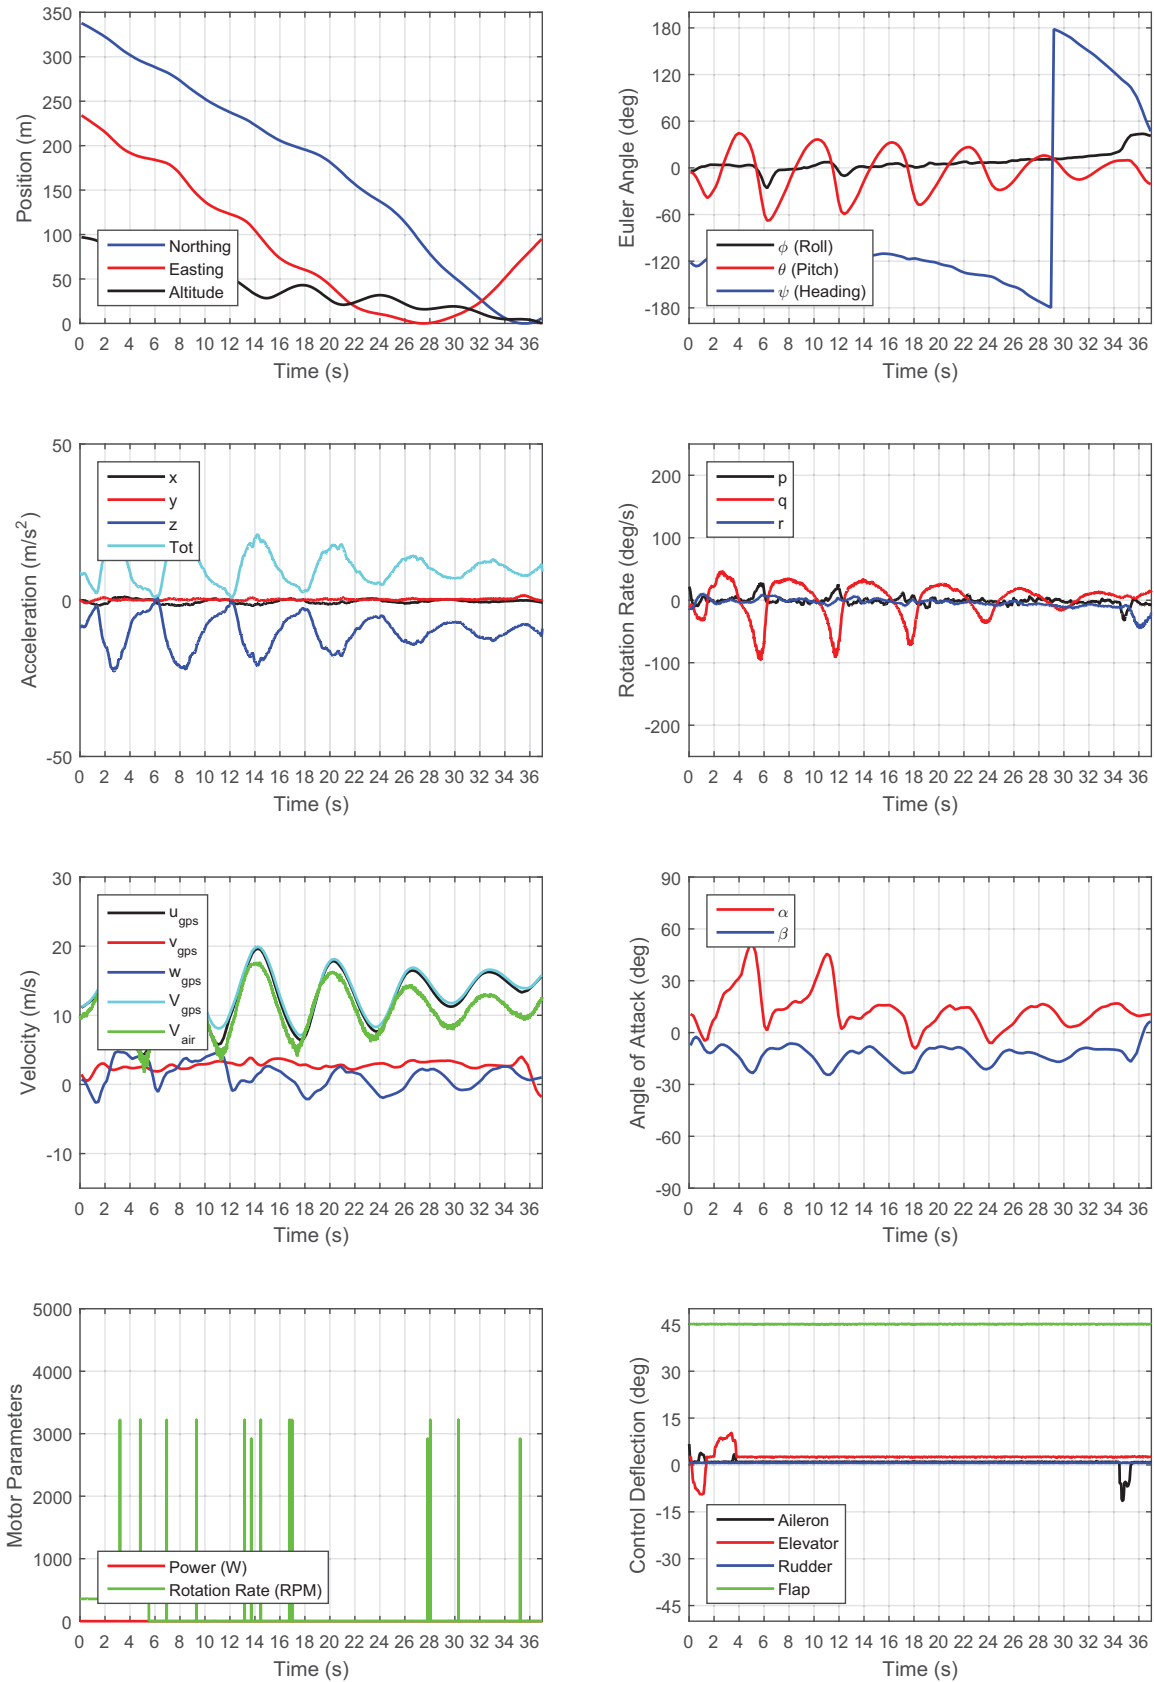 350
300
250
200
150
100
50
0
Position (m)
Northing
Easting
Altitude
0 2 4 6 8 10 12 14 16 18 20 22 24 26 28 30 32 34 36
Time (s)
180
120
60
0
-60
-120
-180
Euler Angle (deg)
ϕ (Roll)
θ (Pitch)
ψ (Heading)
0 2 4 6 8 10 12 14 16 18 20 22 24 26 28 30 32 34 36
Time (s)
50
0
-50
Acceleration (m/s²)
x
y
z
Tot
0 2 4 6 8 10 12 14 16 18 20 22 24 26 28 30 32 34 36
Time (s)
200
100
0
-100
-200
Rotation Rate (deg/s)
p
q
r
0 2 4 6 8 10 12 14 16 18 20 22 24 26 28 30 32 34 36
Time (s)
30
20
10
0
-10
Velocity (m/s)
u_gps
v_gps
w_gps
V_gps
V_air
0 2 4 6 8 10 12 14 16 18 20 22 24 26 28 30 32 34 36
Time (s)
90
60
30
0
-30
-60
-90
Angle of Attack (deg)
α
β
0 2 4 6 8 10 12 14 16 18 20 22 24 26 28 30 32 34 36
Time (s)
5000
4000
3000
2000
1000
0
Motor Parameters
Power (W)
Rotation Rate (RPM)
0 2 4 6 8 10 12 14 16 18 20 22 24 26 28 30 32 34 36
Time (s)
45
30
15
0
-15
-30
-45
Control Deflection (deg)
Aileron
Elevator
Rudder
Flap
0 2 4 6 8 10 12 14 16 18 20 22 24 26 28 30 32 34 36
Time (s)